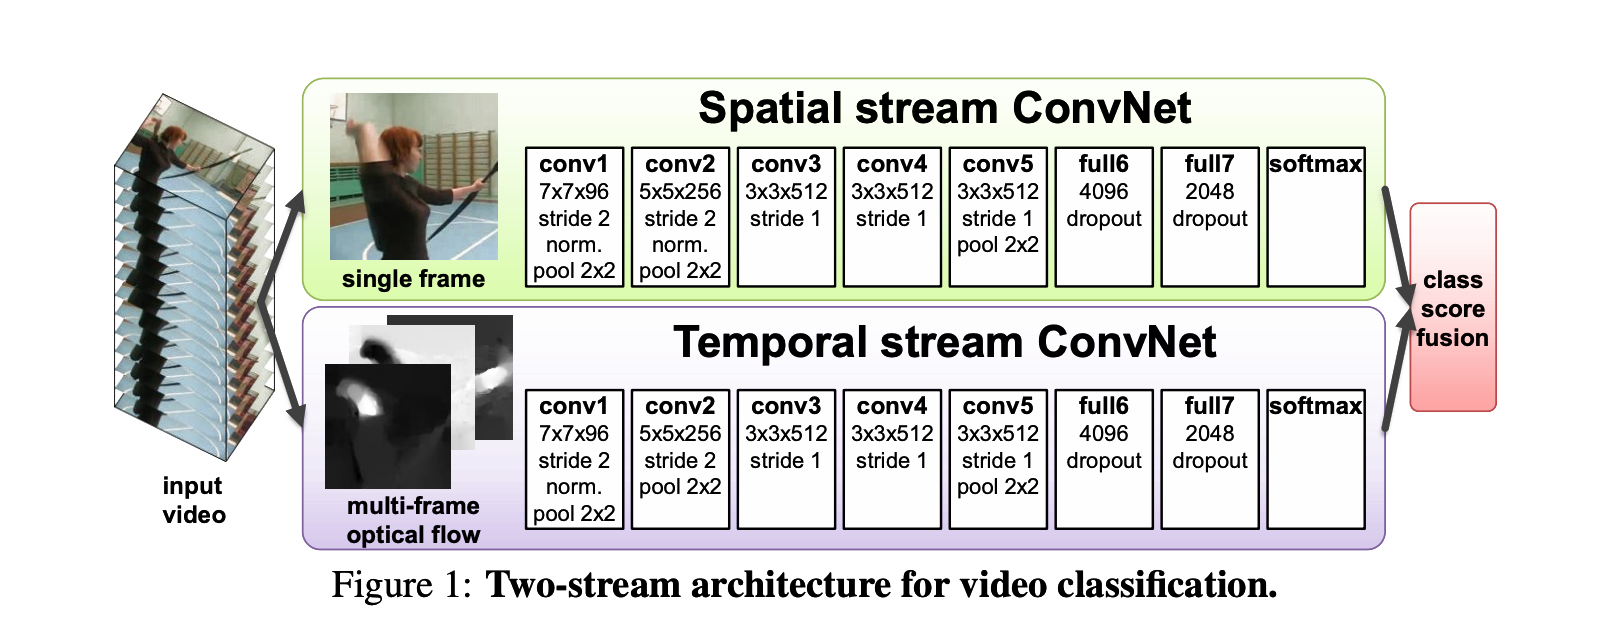 Spatial stream ConvNet
conv1
7x7x96
stride 2
norm.
pool 2x2
conv2
5x5x256
stride 2
norm.
pool 2x2
conv3
3x3x512
stride 1
conv4
3x3x512
stride 1
conv5
3x3x512
stride 1
pool 2x2
full6
4096
dropout
full7
2048
dropout
softmax
single frame
Temporal stream ConvNet
conv1
7x7x96
stride 2
norm.
pool 2x2
conv2
5x5x256
stride 2
pool 2x2
conv3
3x3x512
stride 1
conv4
3x3x512
stride 1
conv5
3x3x512
stride 1
pool 2x2
full6
4096
dropout
full7
2048
dropout
softmax
multi-frame
optical flow
input
video
class
score
fusion
Figure 1: Two-stream architecture for video classification.